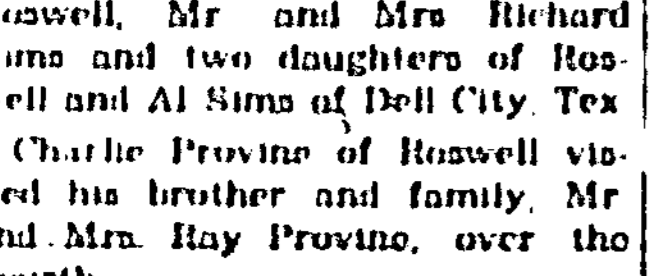 oswell, Mr and Mrs Richard
ims and two daughters of Ros-
ell and Al Sims of Dell City, Tex
Charlie Provine of Roswell vis-
ed his brother and family, Mr
nd Mrs. Ray Provine, over the